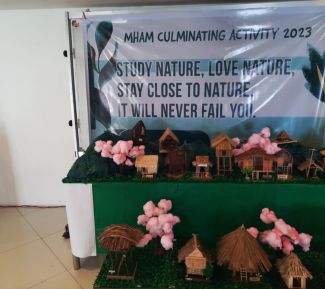 MHAM CULMINATING ACTIVITY 2023
STUDY NATURE, LOVE NATURE,
STAY CLOSE TO NATURE,
IT WILL NEVER FAIL YOU.